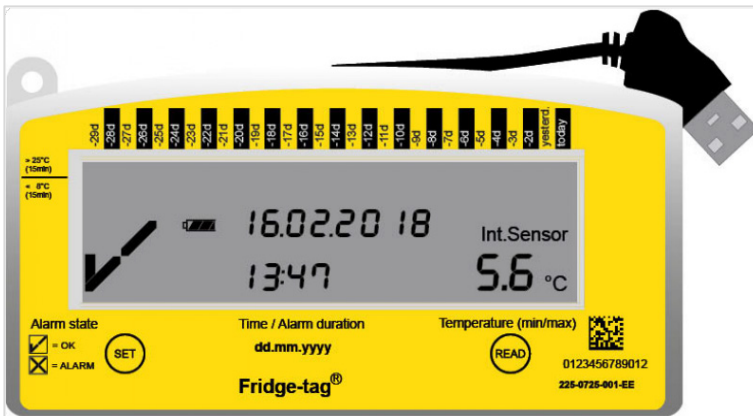 -29d -28d -27d -26d -25d -24d -23d -22d -21d -20d -19d -18d -17d -16d -15d -14d -13d -12d -11d -10d -9d -8d -7d -6d -5d -4d -3d -2d yesterd. today
> 25°C
(15min)
< 8°C
(15min)
16.02.2018
Int.Sensor
13:47
5.6 °C
Alarm state
= OK
= ALARM
SET
Time / Alarm duration
dd.mm.yyyy
Fridge-tag®
Temperature (min/max)
READ
0123456789012
225-0725-001-EE